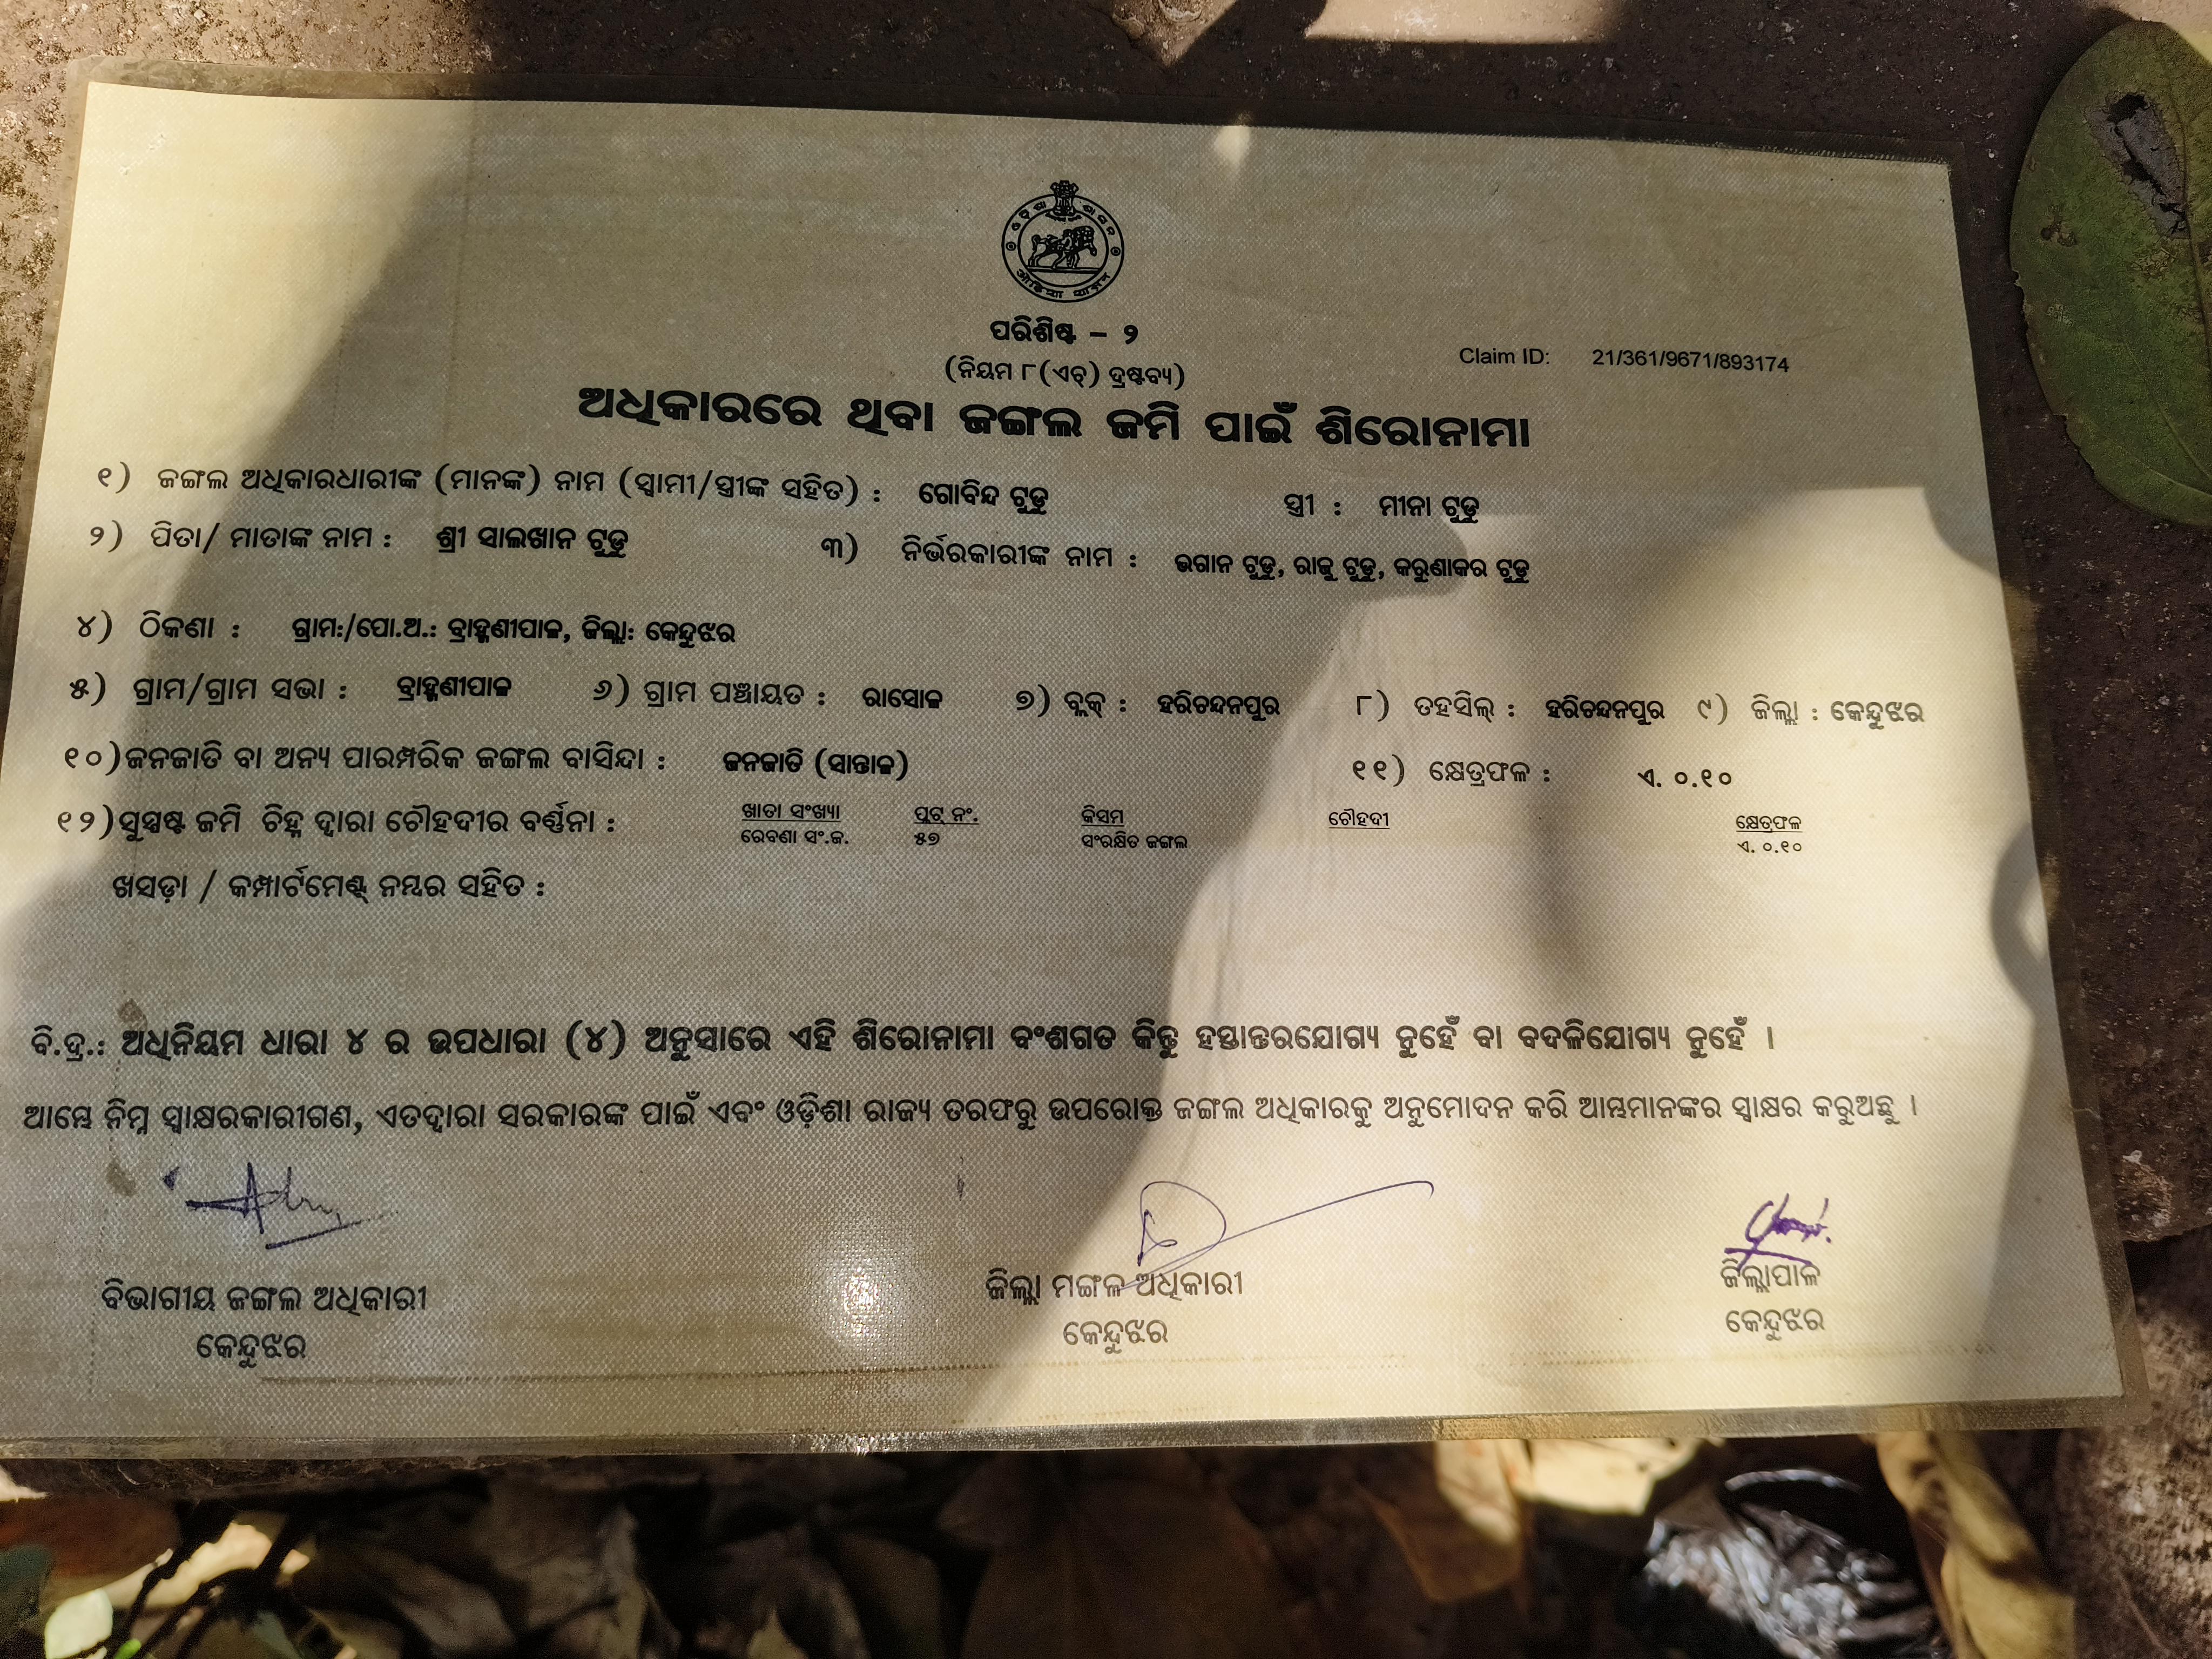 ପରିଶିଷ୍ଟ – ୨
(ନିୟମ ୮(ଏଚ୍) ଦ୍ରଷ୍ଟବ୍ୟ)
Claim ID: 21/361/9671/893174
ଅଧିକାରରେ ଥିବା ଜଙ୍ଗଲ ଜମି ପାଇଁ ଶିରୋନାମା
୧) ଜଙ୍ଗଲ ଅଧିକାରଧାରୀଙ୍କ (ମାନଙ୍କ) ନାମ (ସ୍ୱାମୀ/ସ୍ତ୍ରୀଙ୍କ ସହିତ) : ଗୋବିନ୍ଦ ଟୁଡୁ ସ୍ତ୍ରୀ : ମୀନା ଟୁଡୁ
୨) ପିତା/ ମାତାଙ୍କ ନାମ : ଶ୍ରୀ ସାଲଖାନ ଟୁଡୁ ୩) ନିର୍ଭରକାରୀଙ୍କ ନାମ : ଭଗାନ ଟୁଡୁ, ରାଜୁ ଟୁଡୁ, କରୁଣାକର ଟୁଡୁ
୪) ଠିକଣା : ଗ୍ରାମ:/ପୋ.ଅ.: ବ୍ରାହ୍ମଣୀପାଳ, ଜିଲ୍ଲା: କେନ୍ଦୁଝର
୫) ଗ୍ରାମ/ଗ୍ରାମ ସଭା : ବ୍ରାହ୍ମଣୀପାଳ ୬) ଗ୍ରାମ ପଞ୍ଚାୟତ : ରାସୋଳ ୭) ବ୍ଲକ୍ : ହରିଚନ୍ଦନପୁର ୮) ତହସିଲ୍ : ହରିଚନ୍ଦନପୁର ୯) ଜିଲ୍ଲା : କେନ୍ଦୁଝର
୧୦)ଜନଜାତି ବା ଅନ୍ୟ ପାରମ୍ପରିକ ଜଙ୍ଗଲ ବାସିନ୍ଦା : ଜନଜାତି (ସାନ୍ତାଳ) ୧୧) କ୍ଷେତ୍ରଫଳ : ଏ. ୦.୧୦
୧୨)ସୁସ୍ପଷ୍ଟ ଜମି ଚିହ୍ନ ଦ୍ୱାରା ଚୌହଦୀର ବର୍ଣ୍ଣନା : ଖାତା ସଂଖ୍ୟା ପ୍ଲଟ୍ ନଂ. କିସମ ଚୌହଦୀ କ୍ଷେତ୍ରଫଳ
ରେବଣା ସଂ.ଜ. ୫୭ ସଂରକ୍ଷିତ ଜଙ୍ଗଲ ଏ. ୦.୧୦
ଖସଡ଼ା / କମ୍ପାର୍ଟମେଣ୍ଟ୍ ନମ୍ବର ସହିତ :
ବି.ଦ୍ର.: ଅଧିନିୟମ ଧାରା ୪ ର ଉପଧାରା (୪) ଅନୁସାରେ ଏହି ଶିରୋନାମା ବଂଶଗତ କିନ୍ତୁ ହସ୍ତାନ୍ତରଯୋଗ୍ୟ ନୁହେଁ ବା ବଦଳିଯୋଗ୍ୟ ନୁହେଁ ।
ଆମ୍ଭେ ନିମ୍ନ ସ୍ୱାକ୍ଷରକାରୀଗଣ, ଏତଦ୍ୱାରା ସରକାରଙ୍କ ପାଇଁ ଏବଂ ଓଡ଼ିଶା ରାଜ୍ୟ ତରଫରୁ ଉପରୋକ୍ତ ଜଙ୍ଗଲ ଅଧିକାରକୁ ଅନୁମୋଦନ କରି ଆମ୍ଭମାନଙ୍କର ସ୍ୱାକ୍ଷର କରୁଅଛୁ ।
ବିଭାଗୀୟ ଜଙ୍ଗଲ ଅଧିକାରୀ ଜିଲ୍ଲା ମଙ୍ଗଳ ଅଧିକାରୀ ଜିଲ୍ଲାପାଳ
କେନ୍ଦୁଝର କେନ୍ଦୁଝର କେନ୍ଦୁଝର